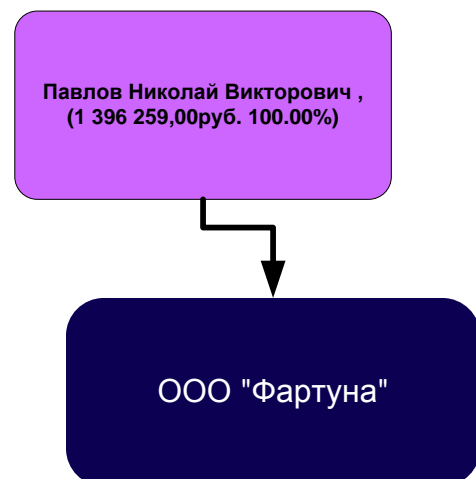 Павлов Николай Викторович ,
(1 396 259,00руб. 100.00%)
ООО "Фартуна"